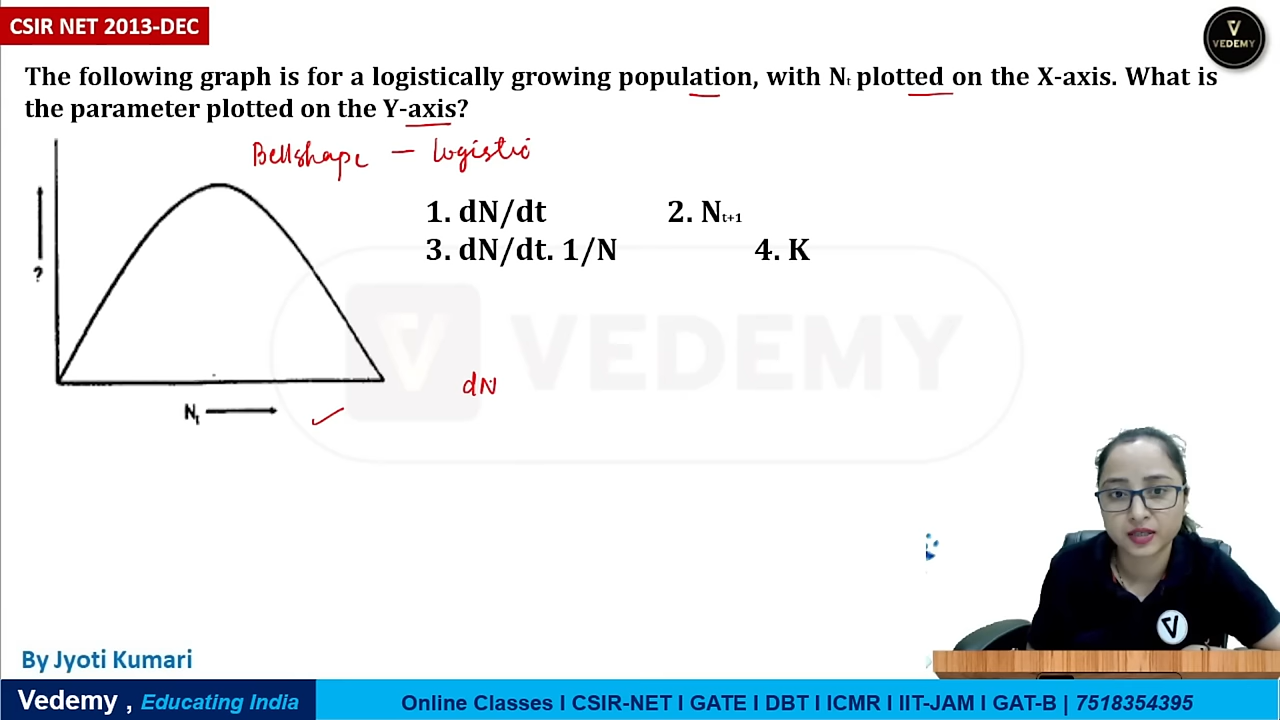 CSIR NET 2013-DEC
VEDEMY
The following graph is for a logistically growing population, with Nt plotted on the X-axis. What is
the parameter plotted on the Y-axis?
Bellshape – logistic
1. dN/dt 2. Nt+1
3. dN/dt. 1/N 4. K
?
VEDEMY
dN
Nt
By Jyoti Kumari
Vedemy , Educating India
Online Classes I CSIR-NET I GATE I DBT I ICMR I IIT-JAM I GAT-B | 7518354395